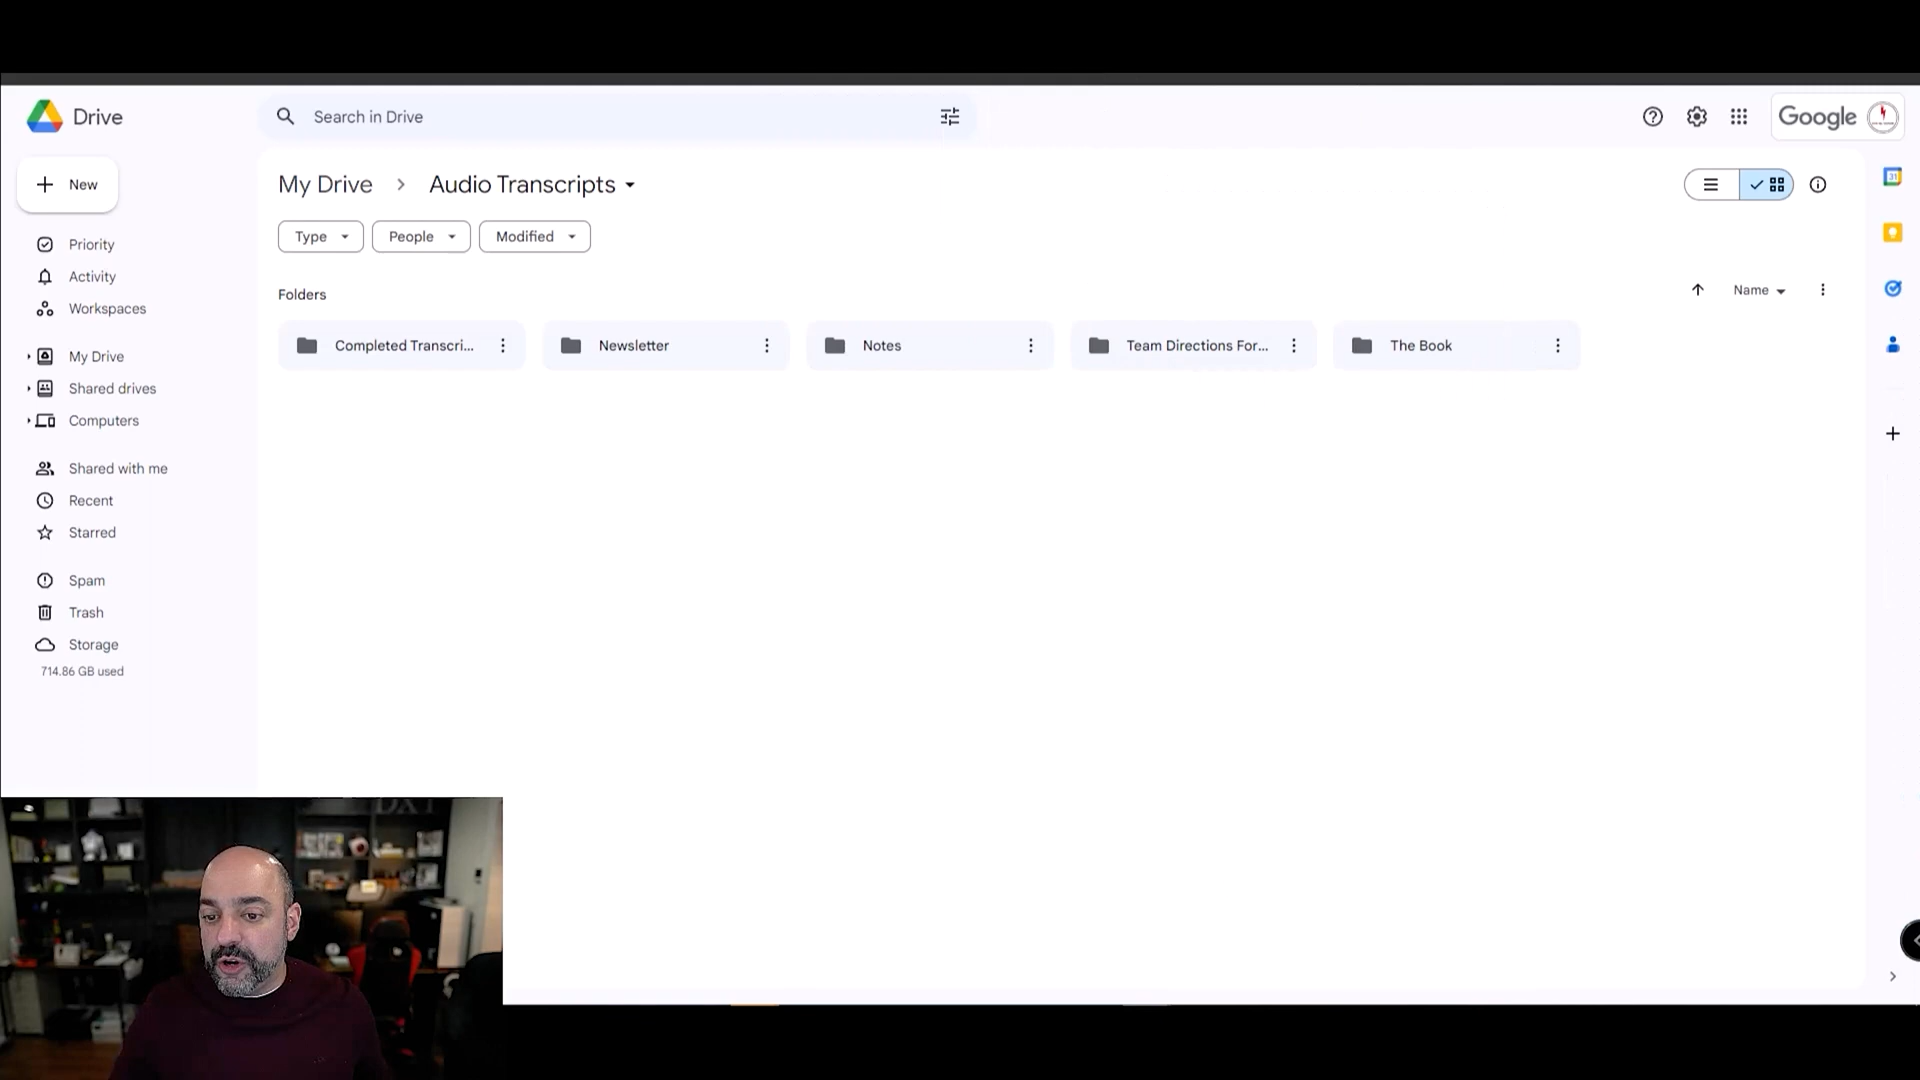 Drive
Search in Drive
Google
New
My Drive
Audio Transcripts
Type
People
Modified
Priority
Activity
Workspaces
My Drive
Shared drives
Computers
Shared with me
Recent
Starred
Spam
Trash
Storage
714.86 GB used
Folders
Name
Completed Transcri...
Newsletter
Notes
Team Directions For...
The Book
31